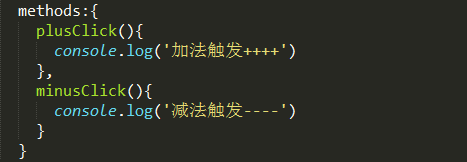 methods:{
  plusClick(){
    console.log('加法触发++++')
  },
  minusClick(){
    console.log('减法触发----')
  }
}